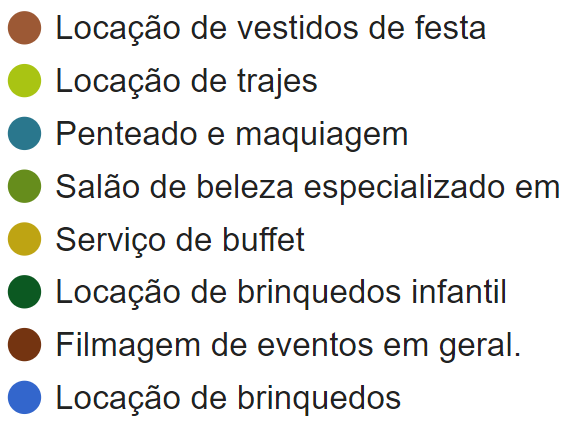 Locação de vestidos de festa
Locação de trajes
Penteado e maquiagem
Salão de beleza especializado em
Serviço de buffet
Locação de brinquedos infantil
Filmagem de eventos em geral.
Locação de brinquedos